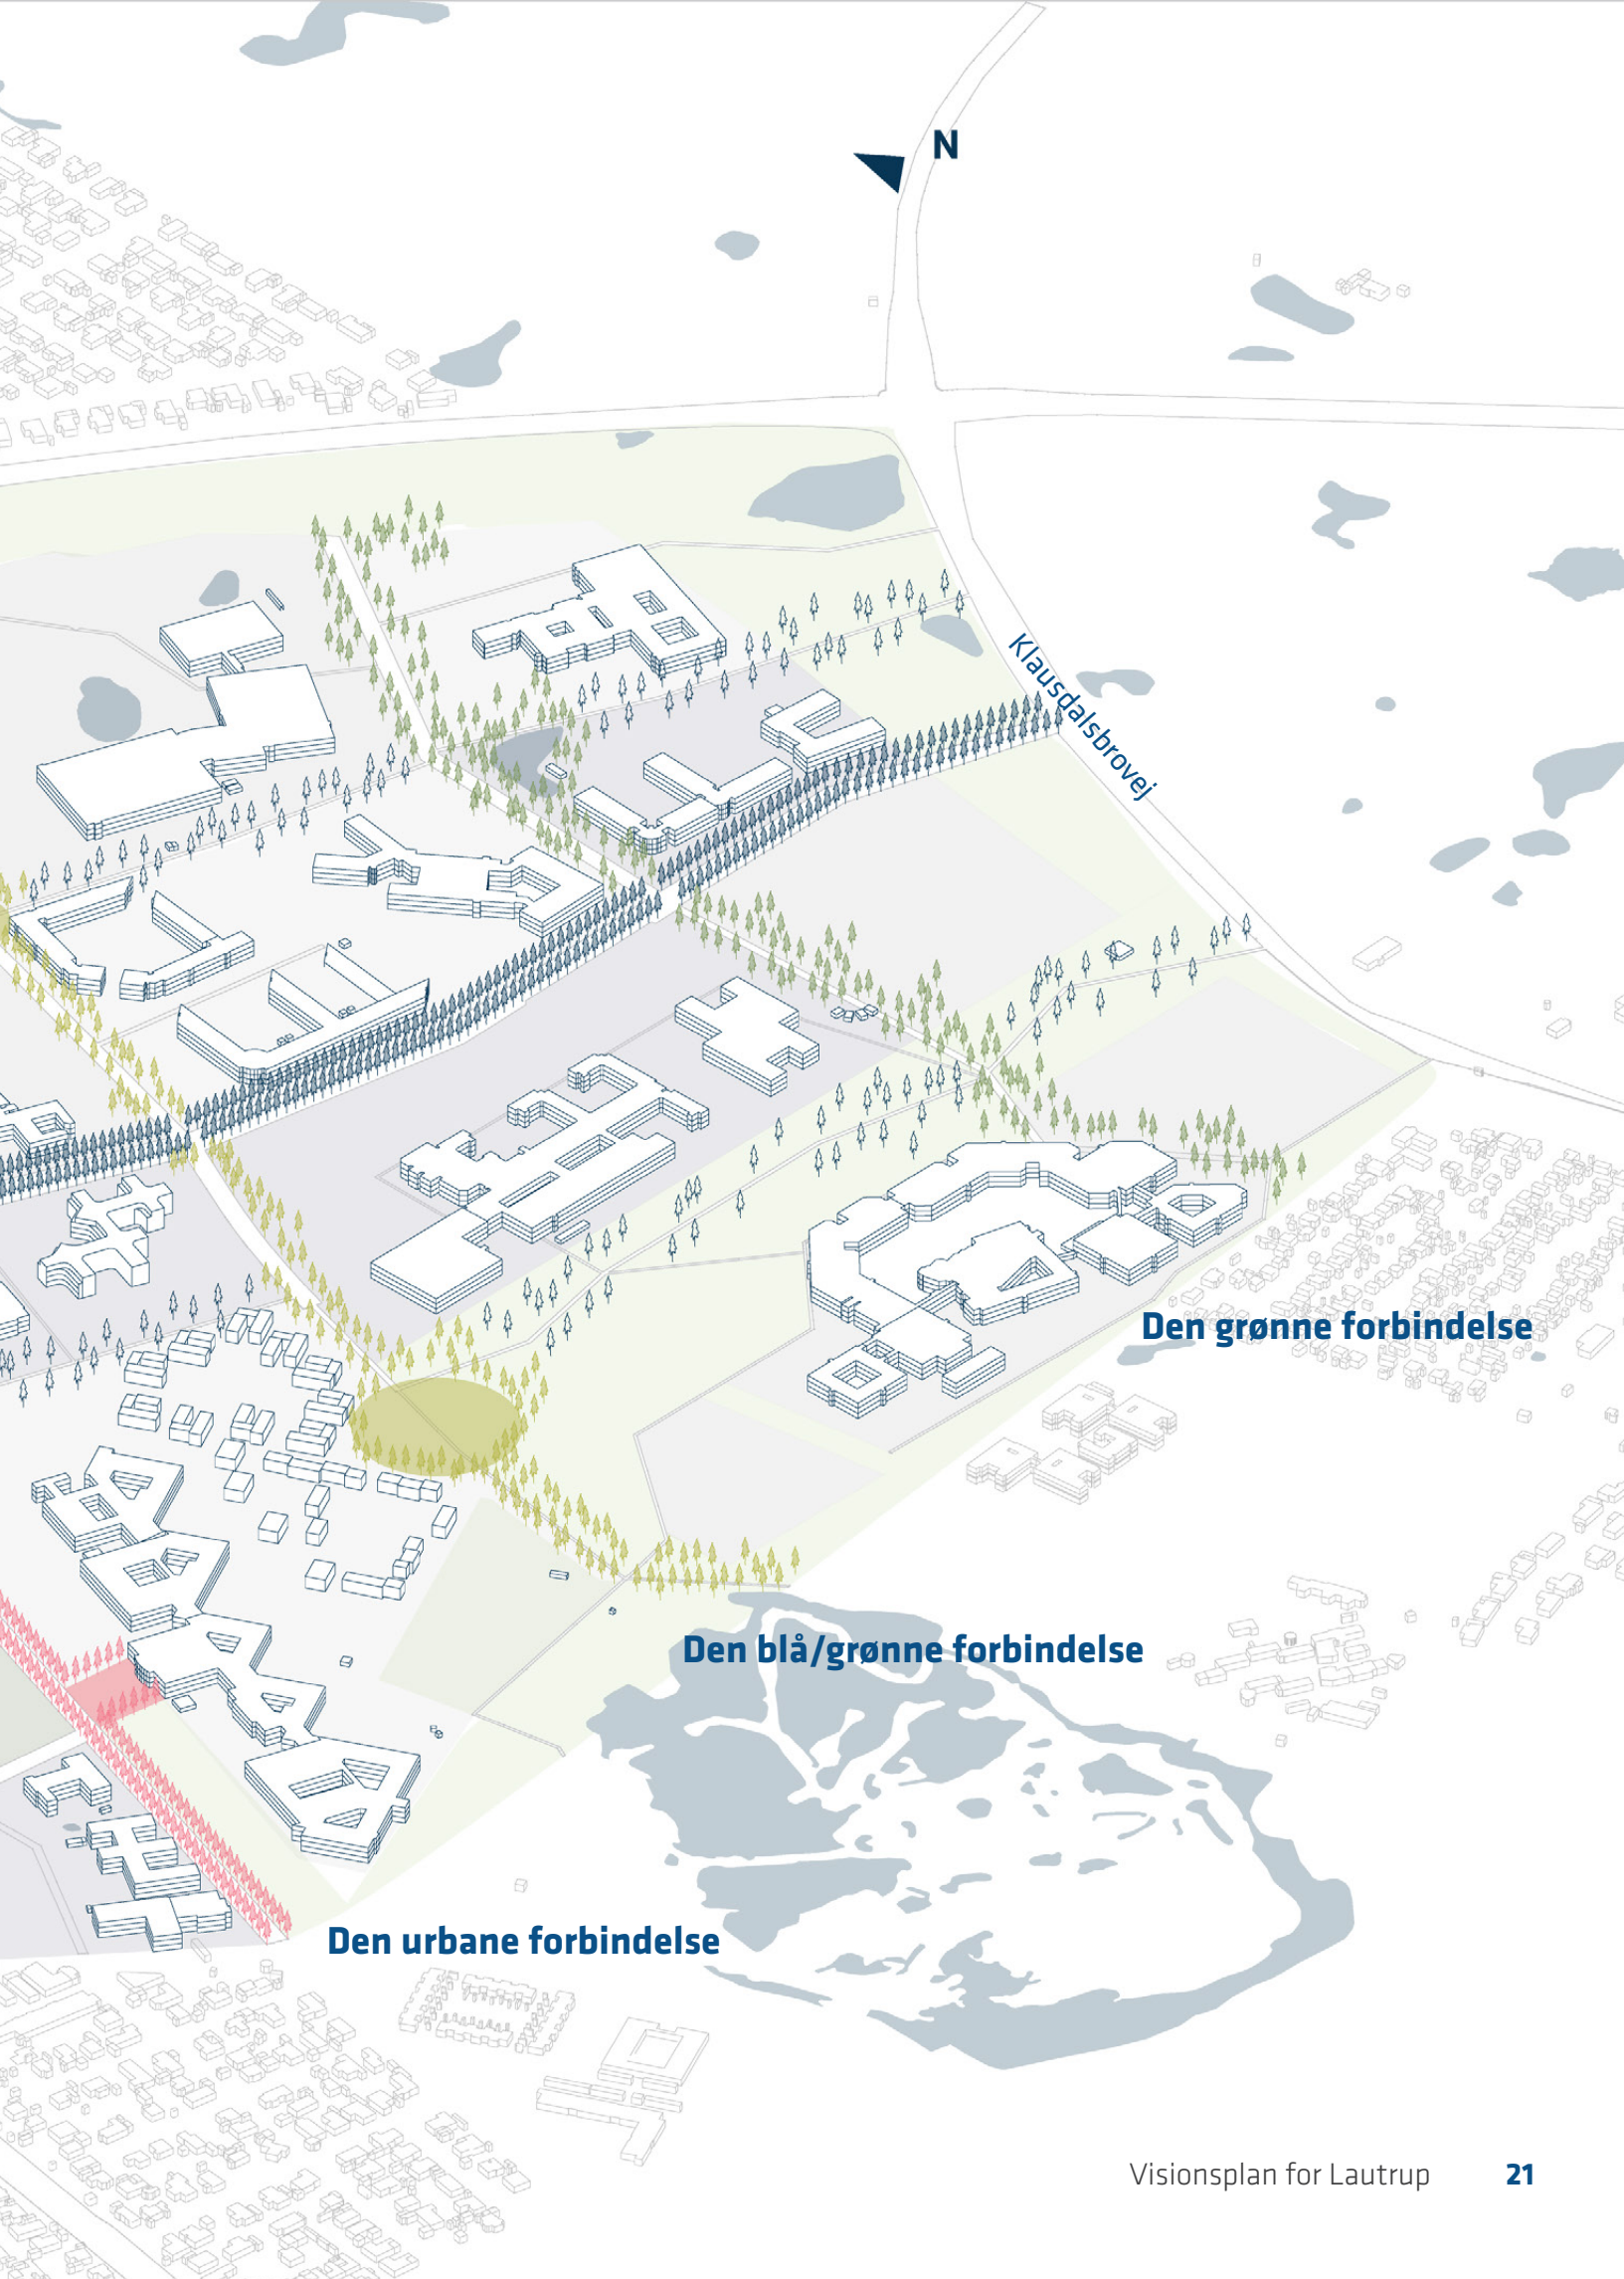 N
Klausdalsbrovej
Den grønne forbindelse
Den blå/grønne forbindelse
Den urbane forbindelse
Visionsplan for Lautrup 21